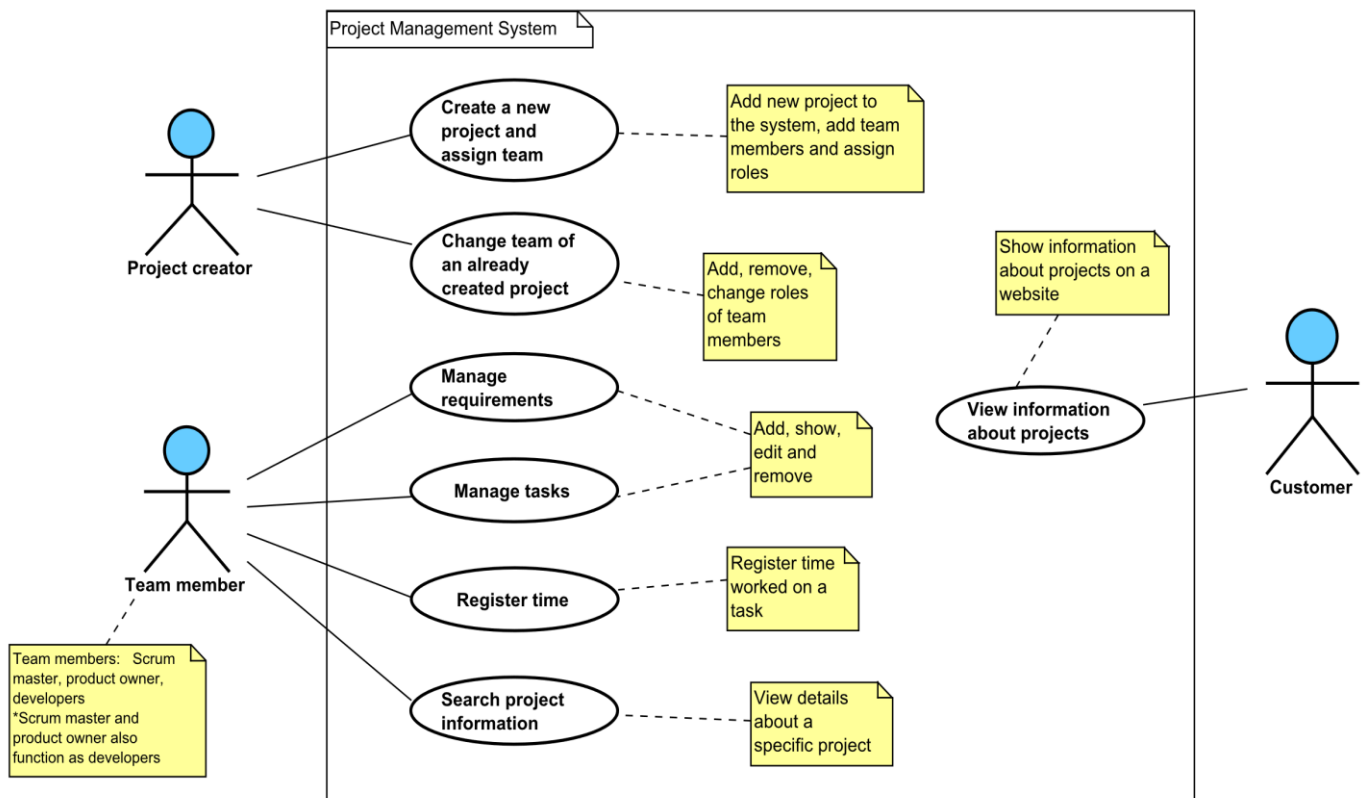 Project Management System
Create a new
project and
assign team
Add new project to
the system, add team
members and assign
roles
Project creator
Change team of
an already
created project
Add, remove,
change roles
of team
members
Show information
about projects on a
website
Manage
requirements
View information
about projects
Add, show,
edit and
remove
Manage tasks
Customer
Team member
Register time
Register time
worked on a
task
Team members:   Scrum
master, product owner,
developers
*Scrum master and
product owner also
function as developers
Search project
information
View details
about a
specific project